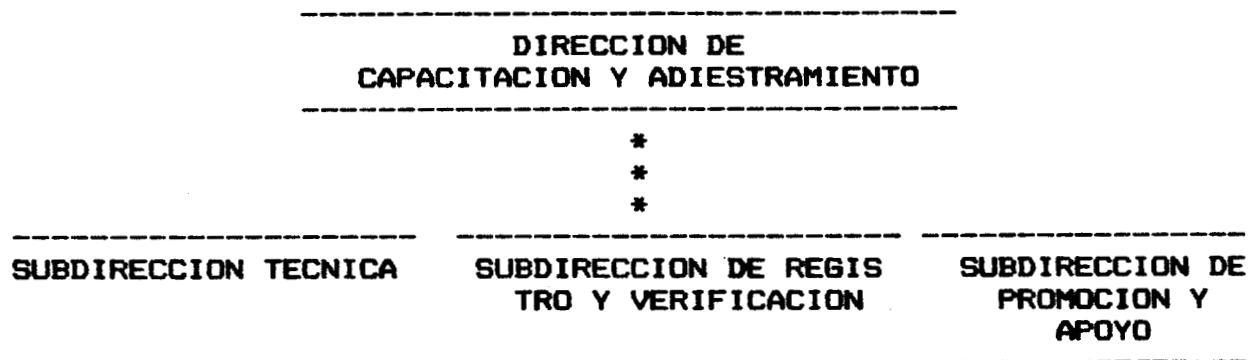 DIRECCION DE
CAPACITACION Y ADIESTRAMIENTO
*
*
*
SUBDIRECCION TECNICA
SUBDIRECCION DE REGIS
TRO Y VERIFICACION
SUBDIRECCION DE
PROMOCION Y
APOYO